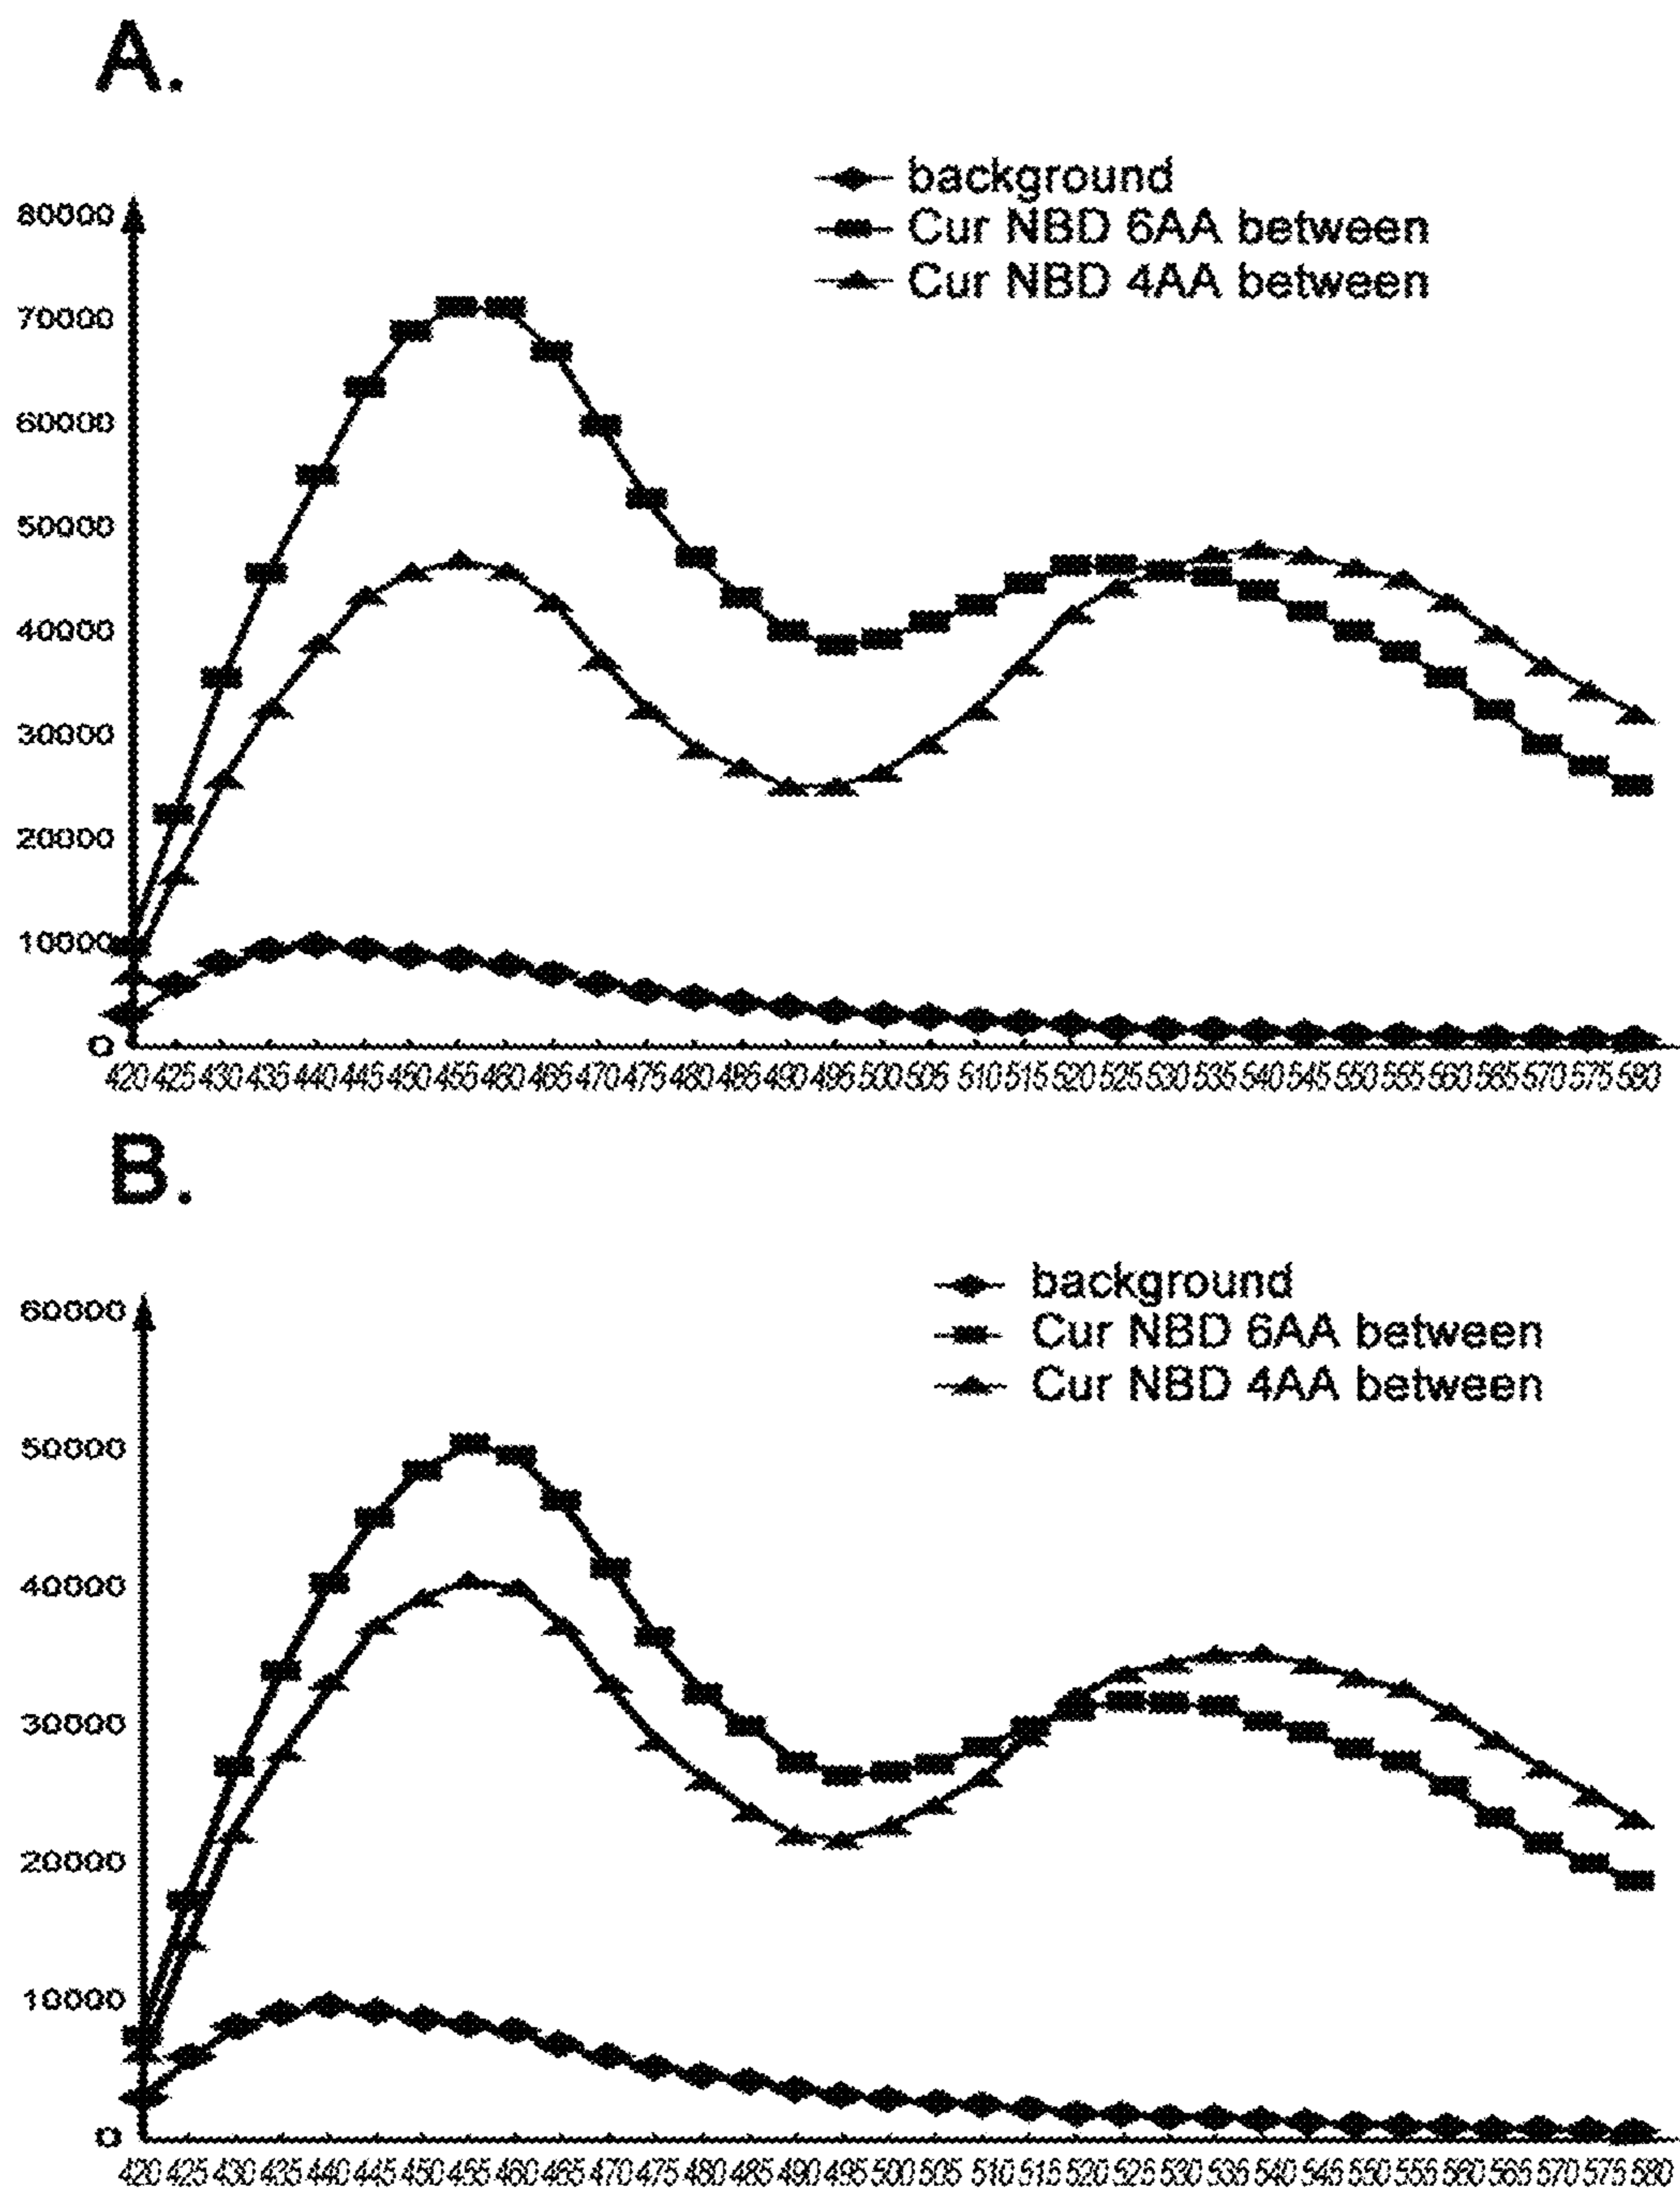 A.
background
Cur NBD 6AA between
Cur NBD 4AA between
80000
70000
60000
50000
40000
30000
20000
10000
0
420 425 430 435 440 445 450 455 460 465 470 475 480 485 490 495 500 505 510 515 520 525 530 535 540 545 550 555 560 565 570 575 580
B.
background
Cur NBD 6AA between
Cur NBD 4AA between
60000
50000
40000
30000
20000
10000
0
420 425 430 435 440 445 450 455 460 465 470 475 480 485 490 495 500 505 510 515 520 525 530 535 540 545 550 555 560 565 570 575 580